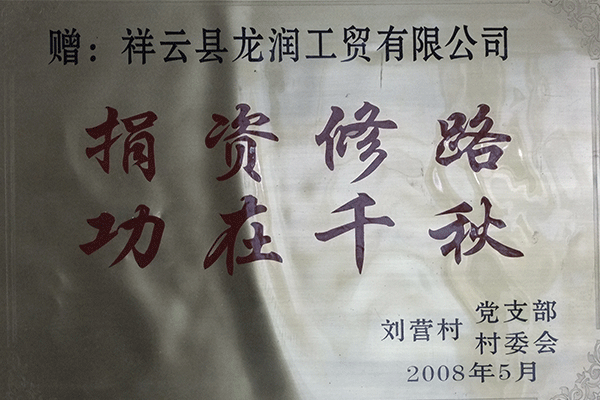 赠：祥云县龙润工贸有限公司
捐资修路
功在千秋
刘营村 党支部
村委会
2008年5月